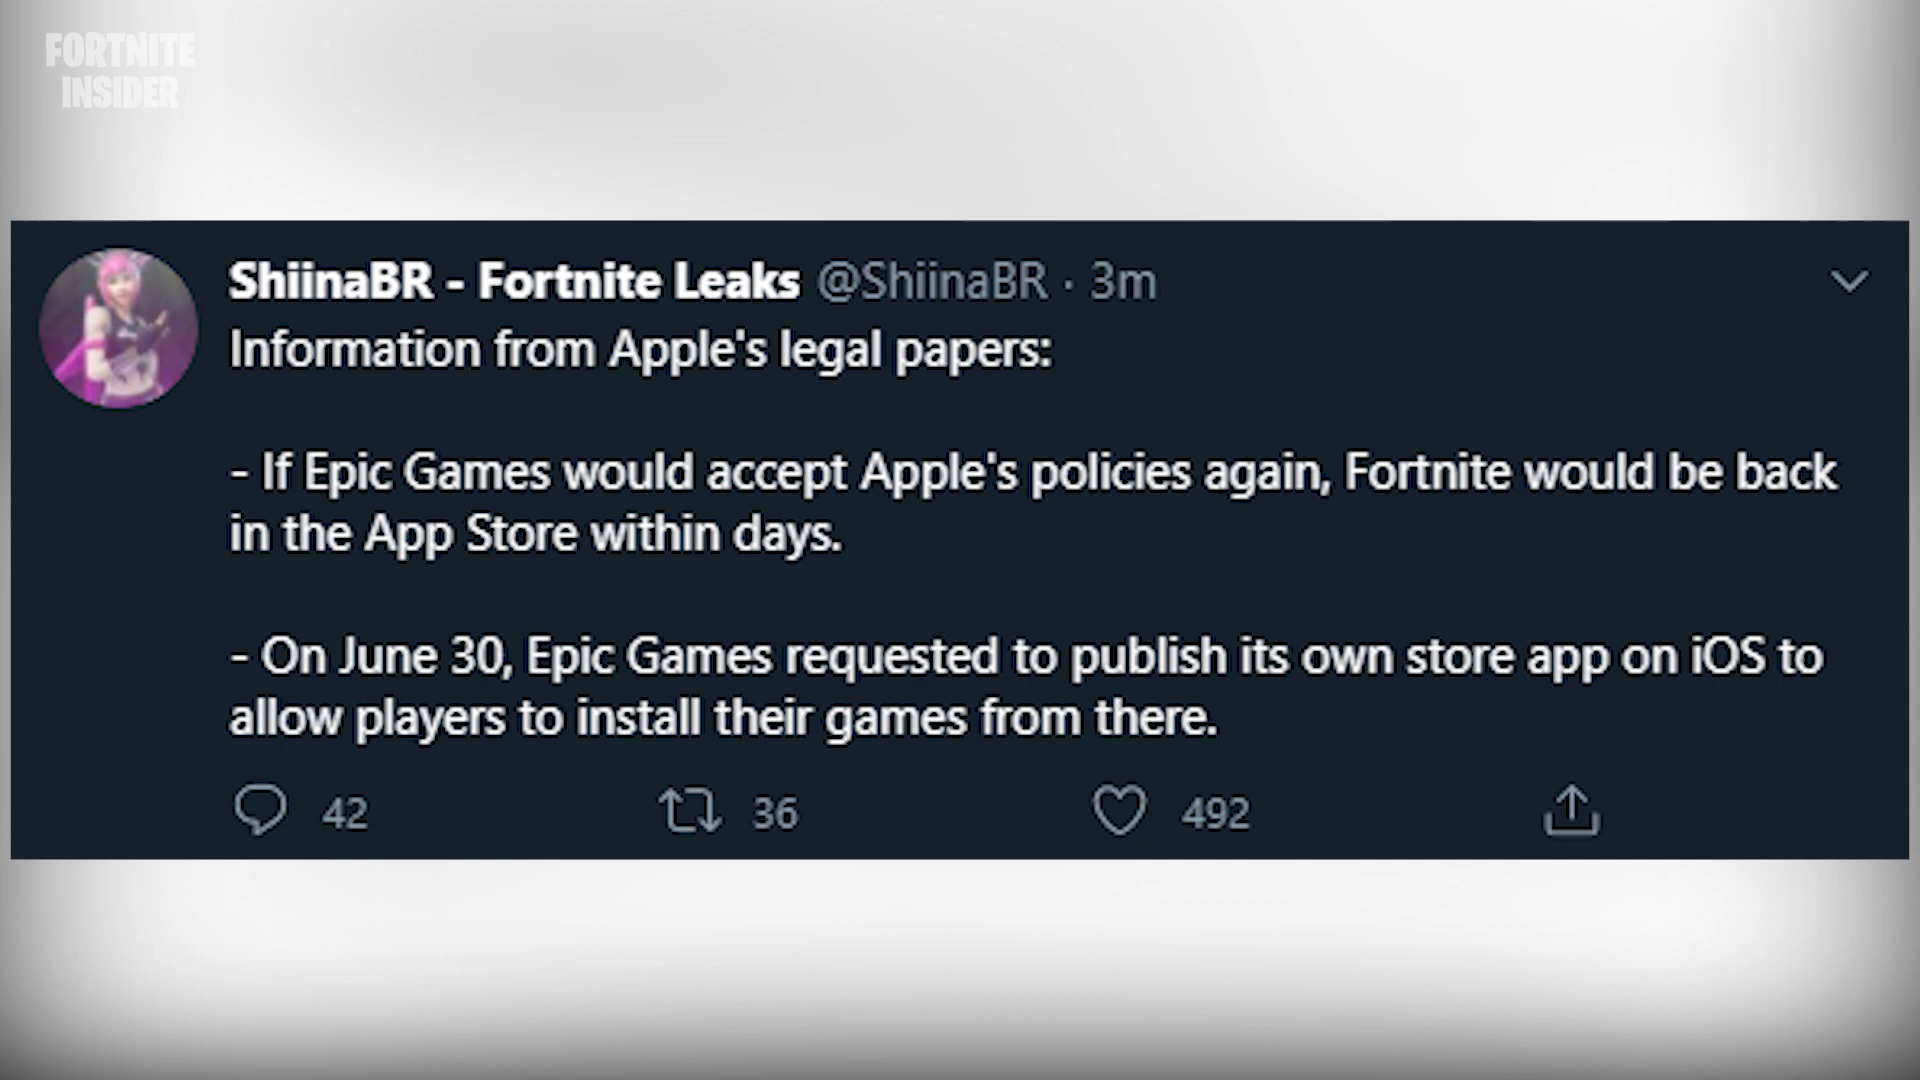 FORTNITE
INSIDER
ShiinaBR - Fortnite Leaks @ShiinaBR · 3m
Information from Apple's legal papers:
- If Epic Games would accept Apple's policies again, Fortnite would be back
in the App Store within days.
- On June 30, Epic Games requested to publish its own store app on iOS to
allow players to install their games from there.
42 36 492